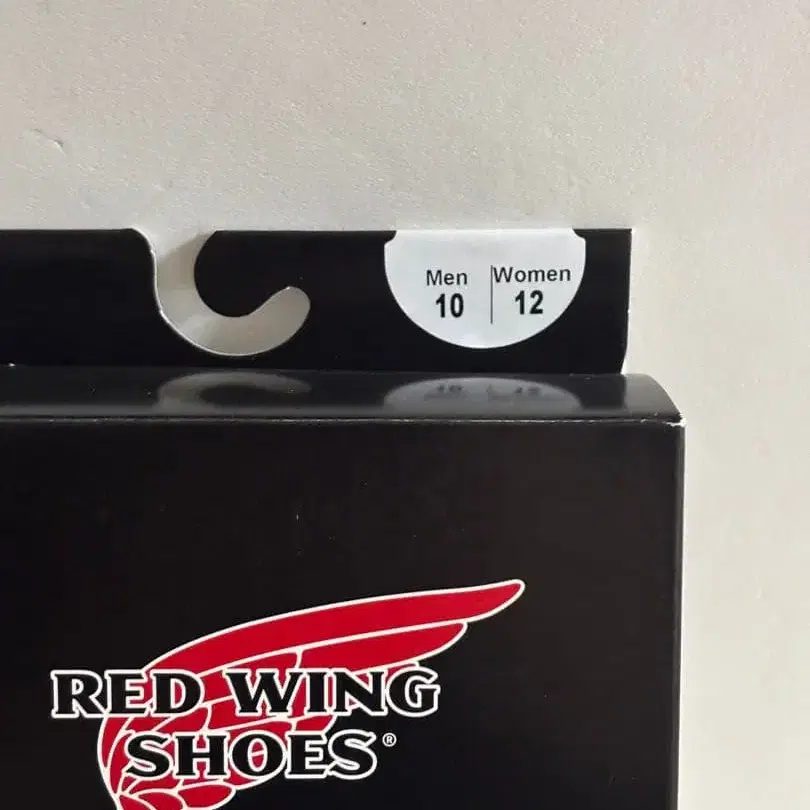 Men | Women
10 | 12
RED WING
SHOES®